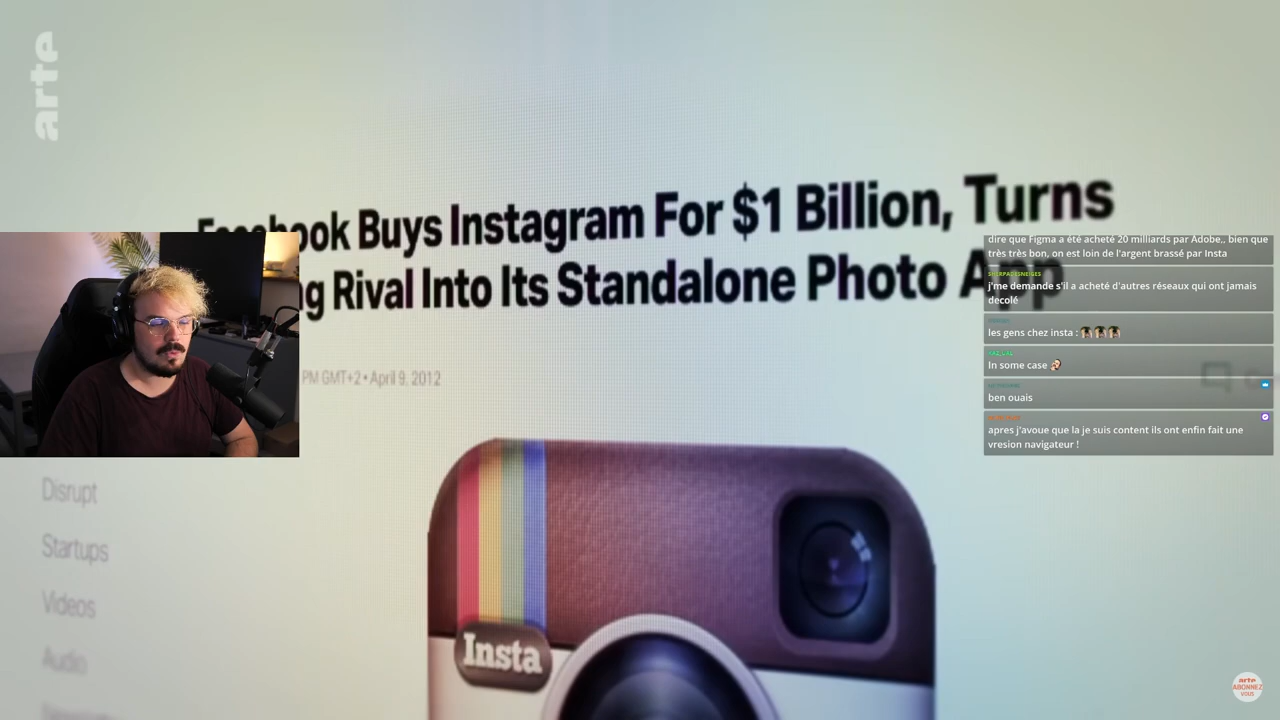 arte
Facebook Buys Instagram For $1 Billion, Turns
ng Rival Into Its Standalone Photo App
PM GMT+2 • April 9, 2012
Disrupt
Startups
Videos
Audio
Insta
dire que Figma a été acheté 20 milliards par Adobe,, bien que
très très bon, on est loin de l'argent brassé par Insta
j'me demande s'il a acheté d'autres réseaux qui ont jamais
decolé
les gens chez insta :
In some case
ben ouais
apres j'avoue que la je suis content ils ont enfin fait une
vresion navigateur !
arte
ABONNEZ
VOUS